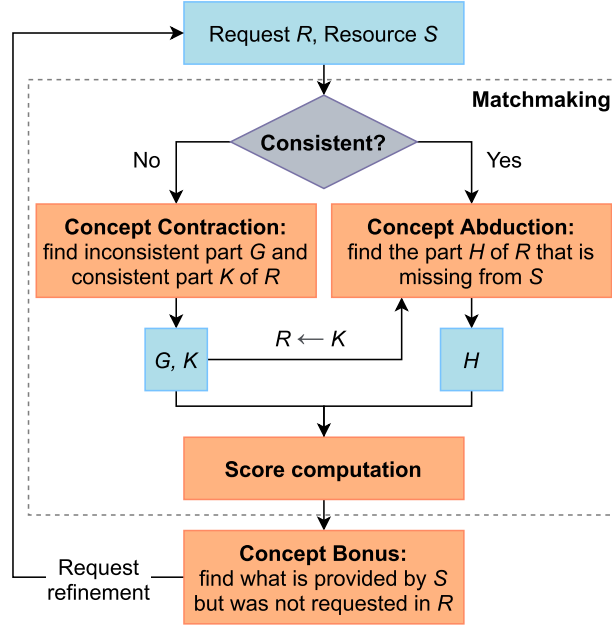 Request R, Resource S
Matchmaking
Consistent?
No
Yes
Concept Contraction:
find inconsistent part G and
consistent part K of R
Concept Abduction:
find the part H of R that is
missing from S
G, K
R ← K
H
Score computation
Concept Bonus:
find what is provided by S
but was not requested in R
Request
refinement